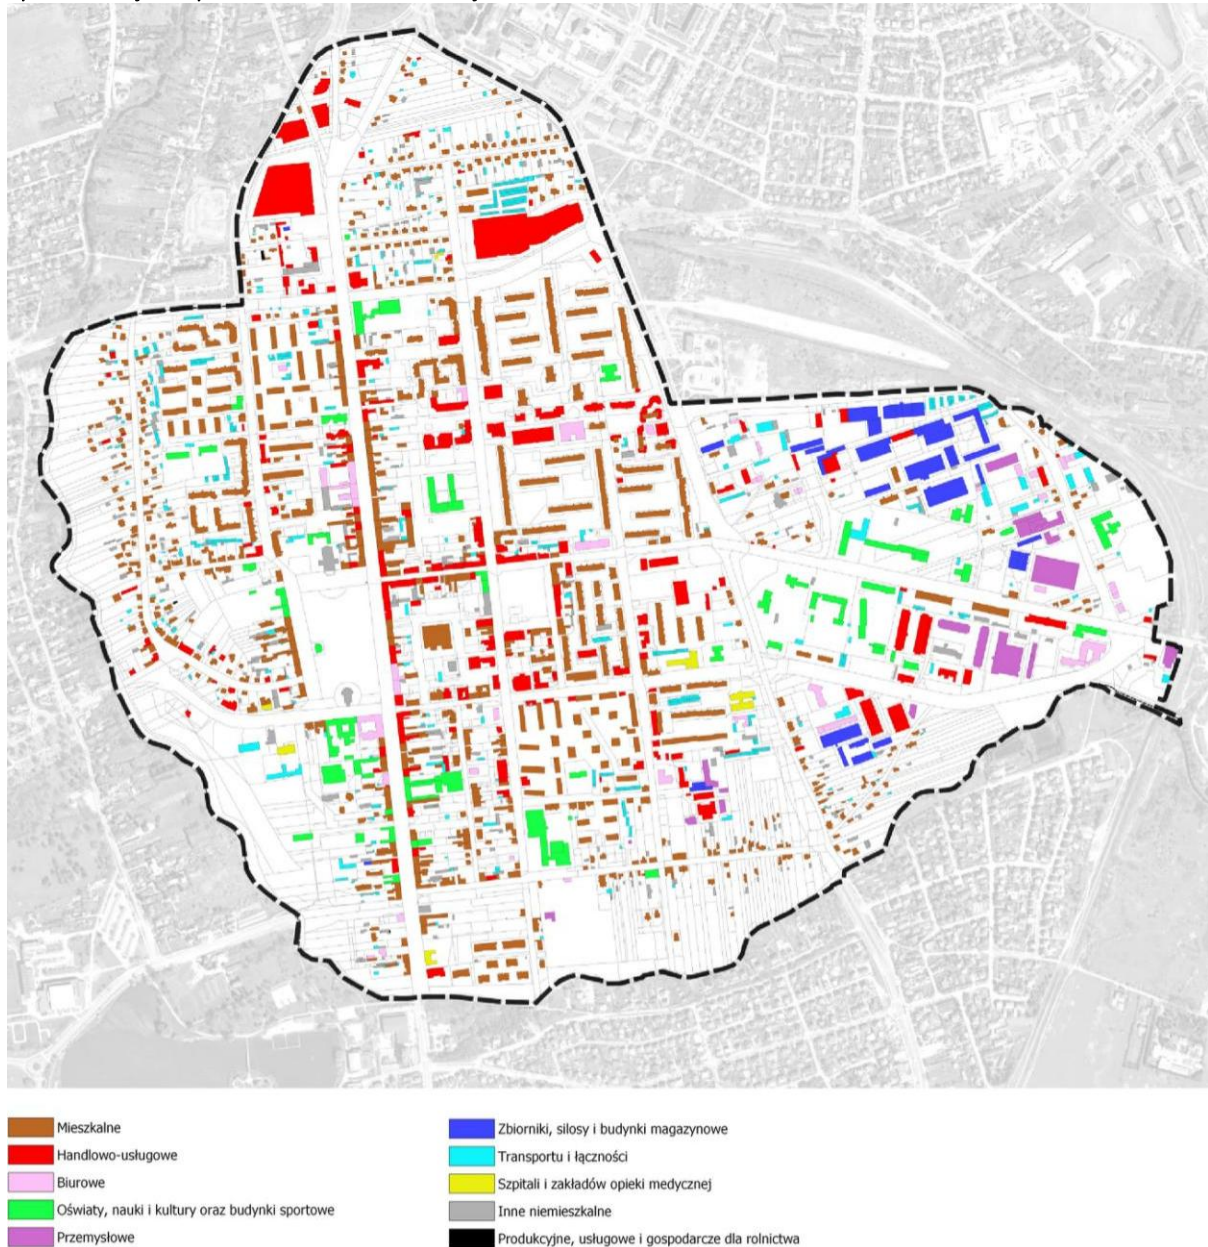 Mieszkalne
Handlowo-usługowe
Biurowe
Oświaty, nauki i kultury oraz budynki sportowe
Przemysłowe
Zbiorniki, silosy i budynki magazynowe
Transportu i łączności
Szpitali i zakładów opieki medycznej
Inne niemieszkalne
Produkcyjne, usługowe i gospodarcze dla rolnictwa